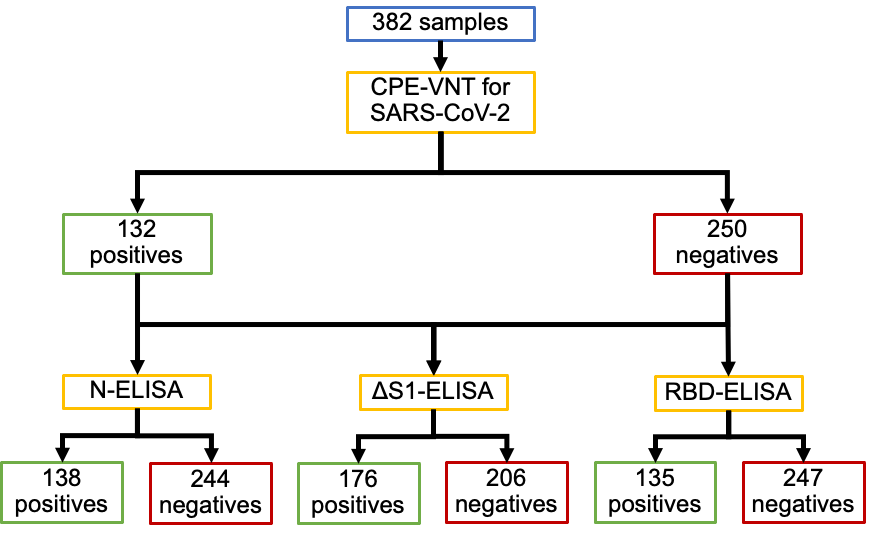 382 samples
CPE-VNT for
SARS-CoV-2
132
positives
250
negatives
N-ELISA
ΔS1-ELISA
RBD-ELISA
138
positives
244
negatives
176
positives
206
negatives
135
positives
247
negatives